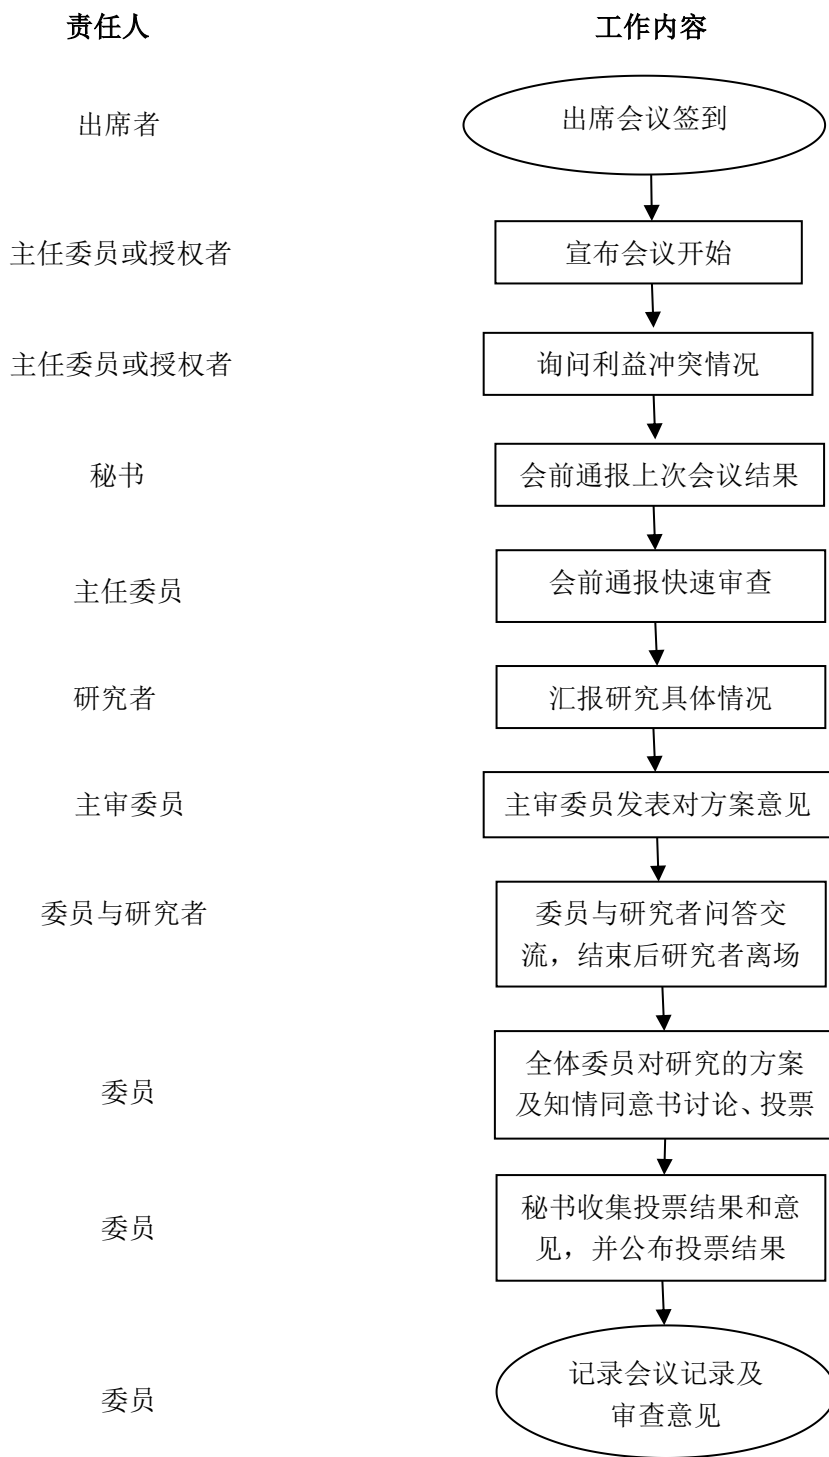 责任人 工作内容
出席者 出席会议签到
主任委员或授权者 宣布会议开始
主任委员或授权者 询问利益冲突情况
秘书 会前通报上次会议结果
主任委员 会前通报快速审查
研究者 汇报研究具体情况
主审委员 主审委员发表对方案意见
委员与研究者 委员与研究者问答交
流，结束后研究者离场
委员 全体委员对研究的方案
及知情同意书讨论、投票
委员 秘书收集投票结果和意
见，并公布投票结果
委员 记录会议记录及
审查意见